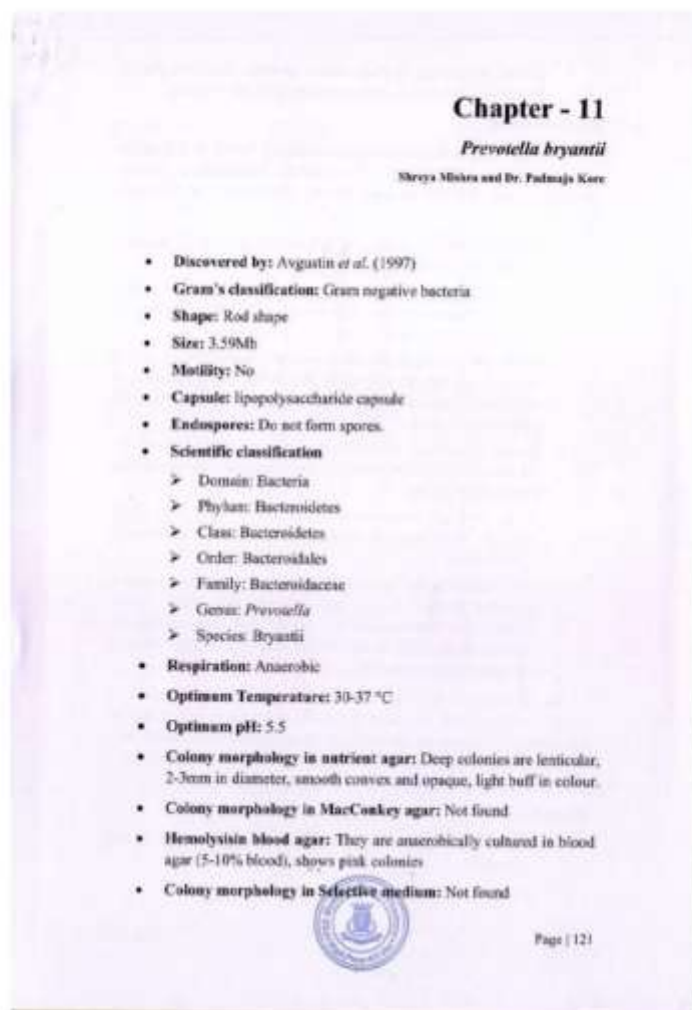 Chapter - 11
Prevotella bryantii
Shreya Mishra and Dr. Padmaja Kore
• Discovered by: Avgustin et al. (1997)
• Gram's classification: Gram negative bacteria
• Shape: Rod shape
• Size: 3.59Mb
• Motility: No
• Capsule: lipopolysaccharide capsule
• Endospores: Do not form spores.
• Scientific classification
➢ Domain: Bacteria
➢ Phylum: Bacteroidetes
➢ Class: Bacteroidetes
➢ Order: Bacteroidales
➢ Family: Bacteroidaceae
➢ Genus: Prevotella
➢ Species: Bryantii
• Respiration: Anaerobic
• Optimum Temperature: 30-37 °C
• Optimum pH: 5.5
• Colony morphology in nutrient agar: Deep colonies are lenticular,
2-3mm in diameter, smooth convex and opaque, light buff in colour.
• Colony morphology in MacConkey agar: Not found
• Hemolysisin blood agar: They are anaerobically cultured in blood
agar (5-10% blood), shows pink colonies
• Colony morphology in Selective medium: Not found
Page | 121